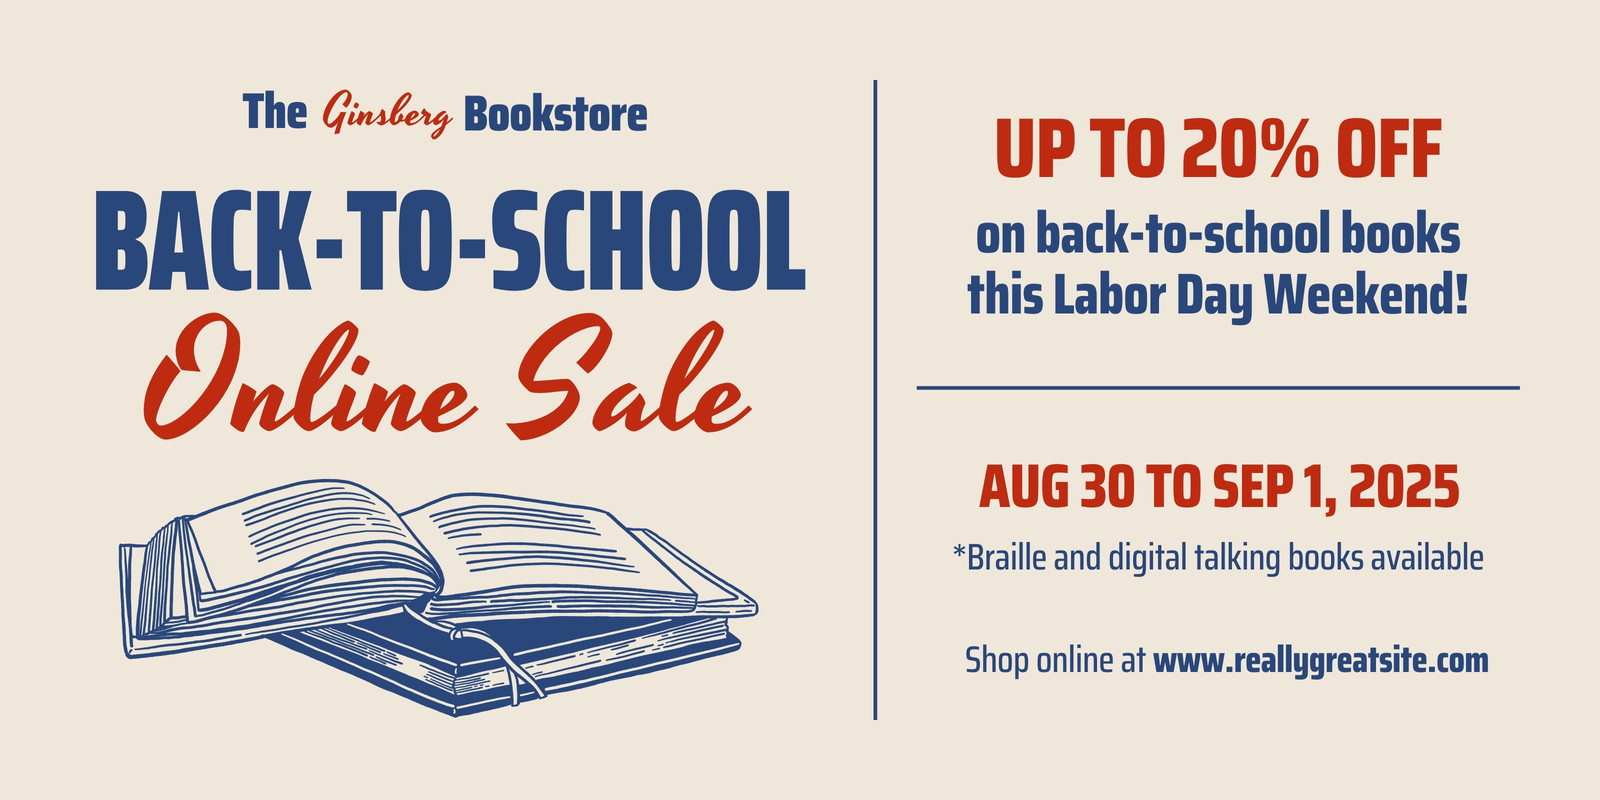 The Ginsberg Bookstore
BACK-TO-SCHOOL
Online Sale
UP TO 20% OFF
on back-to-school books
this Labor Day Weekend!
AUG 30 TO SEP 1, 2025
*Braille and digital talking books available
Shop online at www.reallygreatsite.com